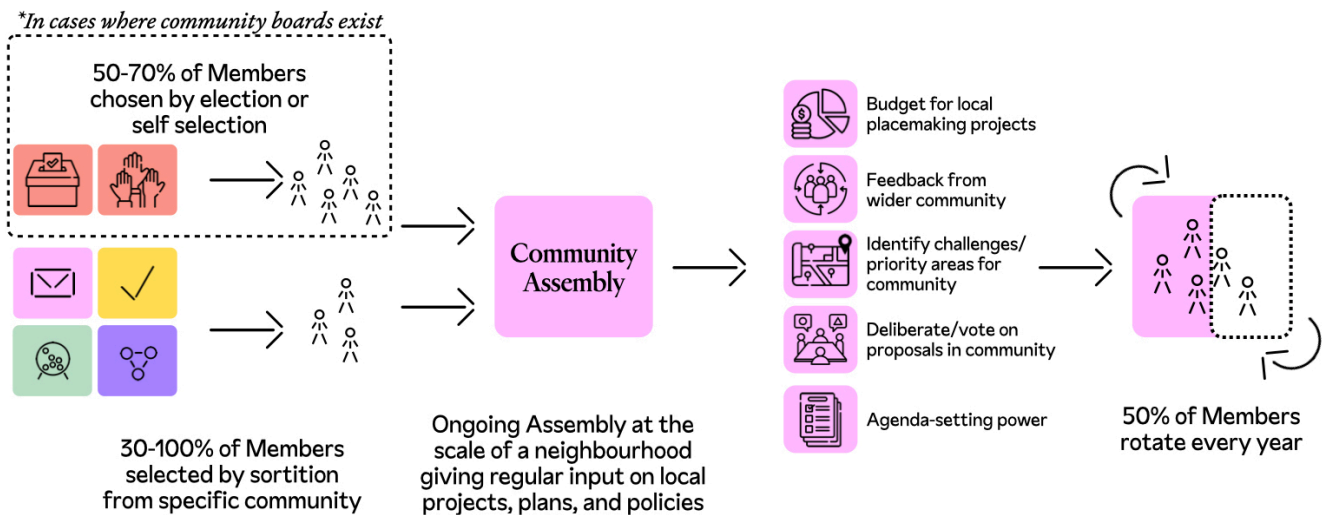 *In cases where community boards exist
50-70% of Members
chosen by election or
self selection
30-100% of Members
selected by sortition
from specific community
Community
Assembly
Ongoing Assembly at the
scale of a neighbourhood
giving regular input on local
projects, plans, and policies
Budget for local
placemaking projects
Feedback from
wider community
Identify challenges/
priority areas for
community
Deliberate/vote on
proposals in community
Agenda-setting power
50% of Members
rotate every year